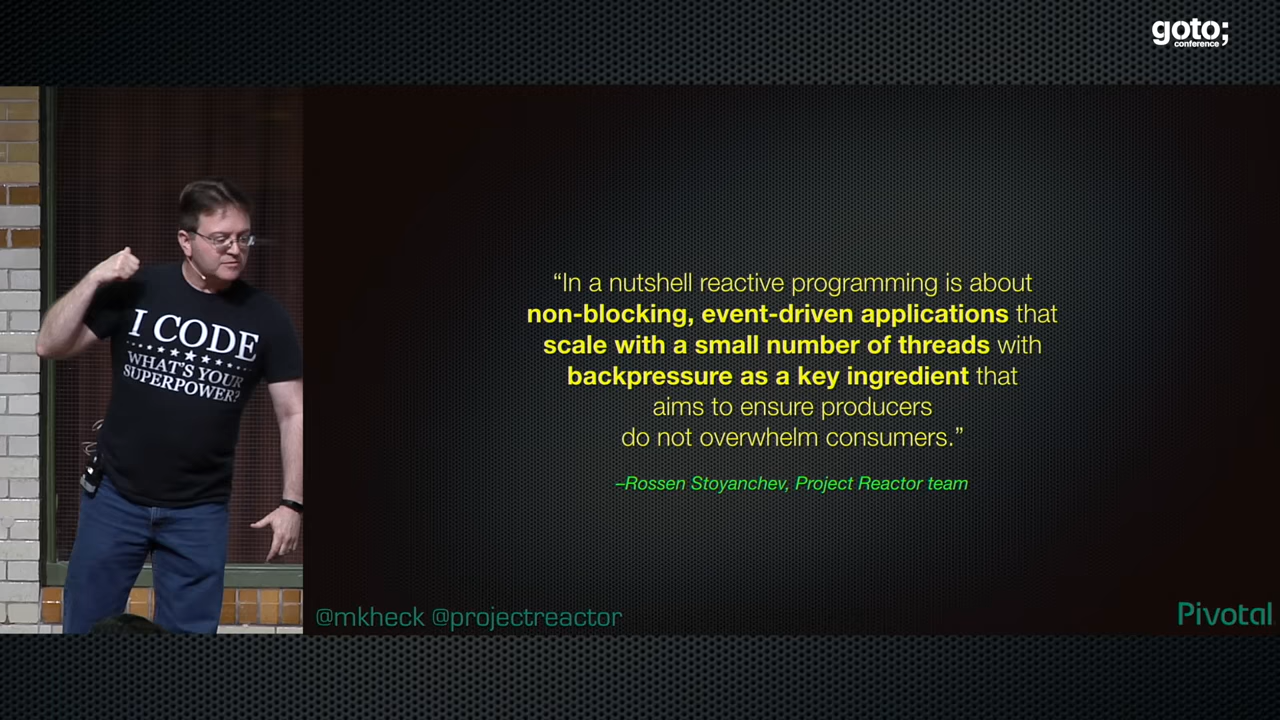 goto;
conference
I CODE
WHAT'S YOUR
SUPERPOWER?
“In a nutshell reactive programming is about
non-blocking, event-driven applications that
scale with a small number of threads with
backpressure as a key ingredient that
aims to ensure producers
do not overwhelm consumers.”
–Rossen Stoyanchev, Project Reactor team
@mkheck @projectreactor
Pivotal